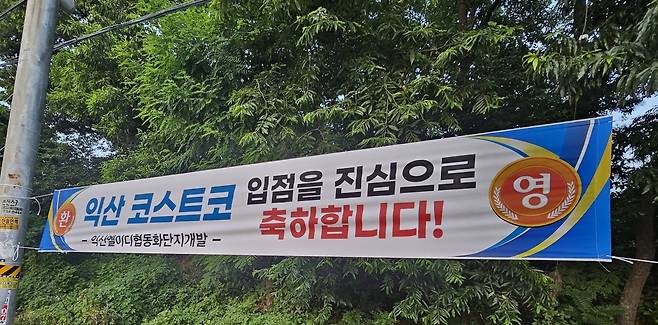 환 익산 코스트코 입점을 진심으로 축하합니다! 영
- 익산엘이디협동화단지개발 -